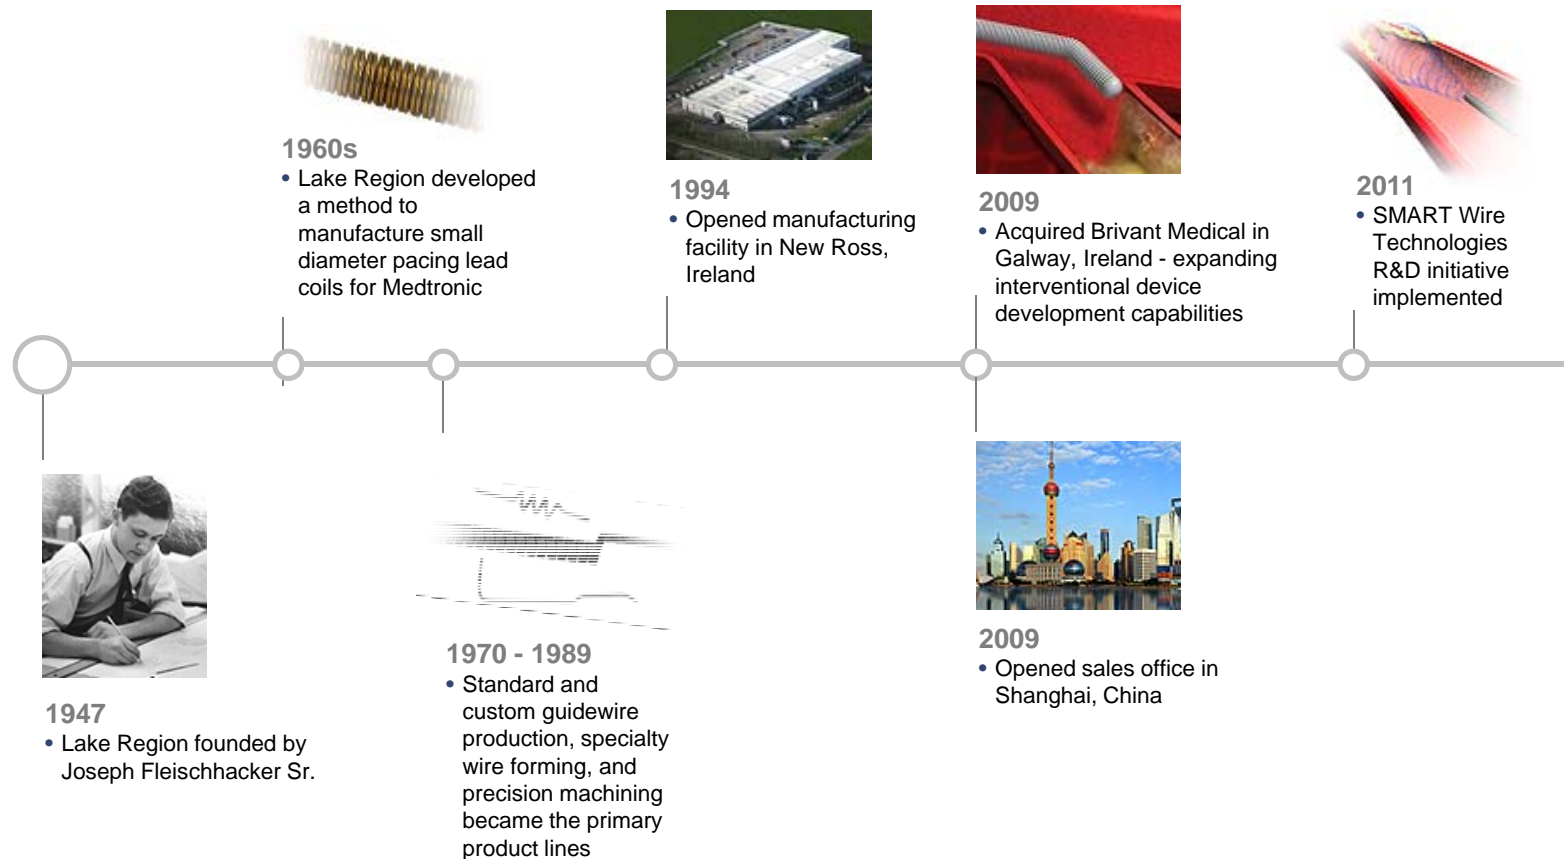 1960s
• Lake Region developed
a method to
manufacture small
diameter pacing lead
coils for Medtronic
1994
• Opened manufacturing
facility in New Ross,
Ireland
2009
• Acquired Brivant Medical in
Galway, Ireland - expanding
interventional device
development capabilities
2011
• SMART Wire
Technologies
R&D initiative
implemented
1947
• Lake Region founded by
Joseph Fleischhacker Sr.
1970 - 1989
• Standard and
custom guidewire
production, specialty
wire forming, and
precision machining
became the primary
product lines
2009
• Opened sales office in
Shanghai, China